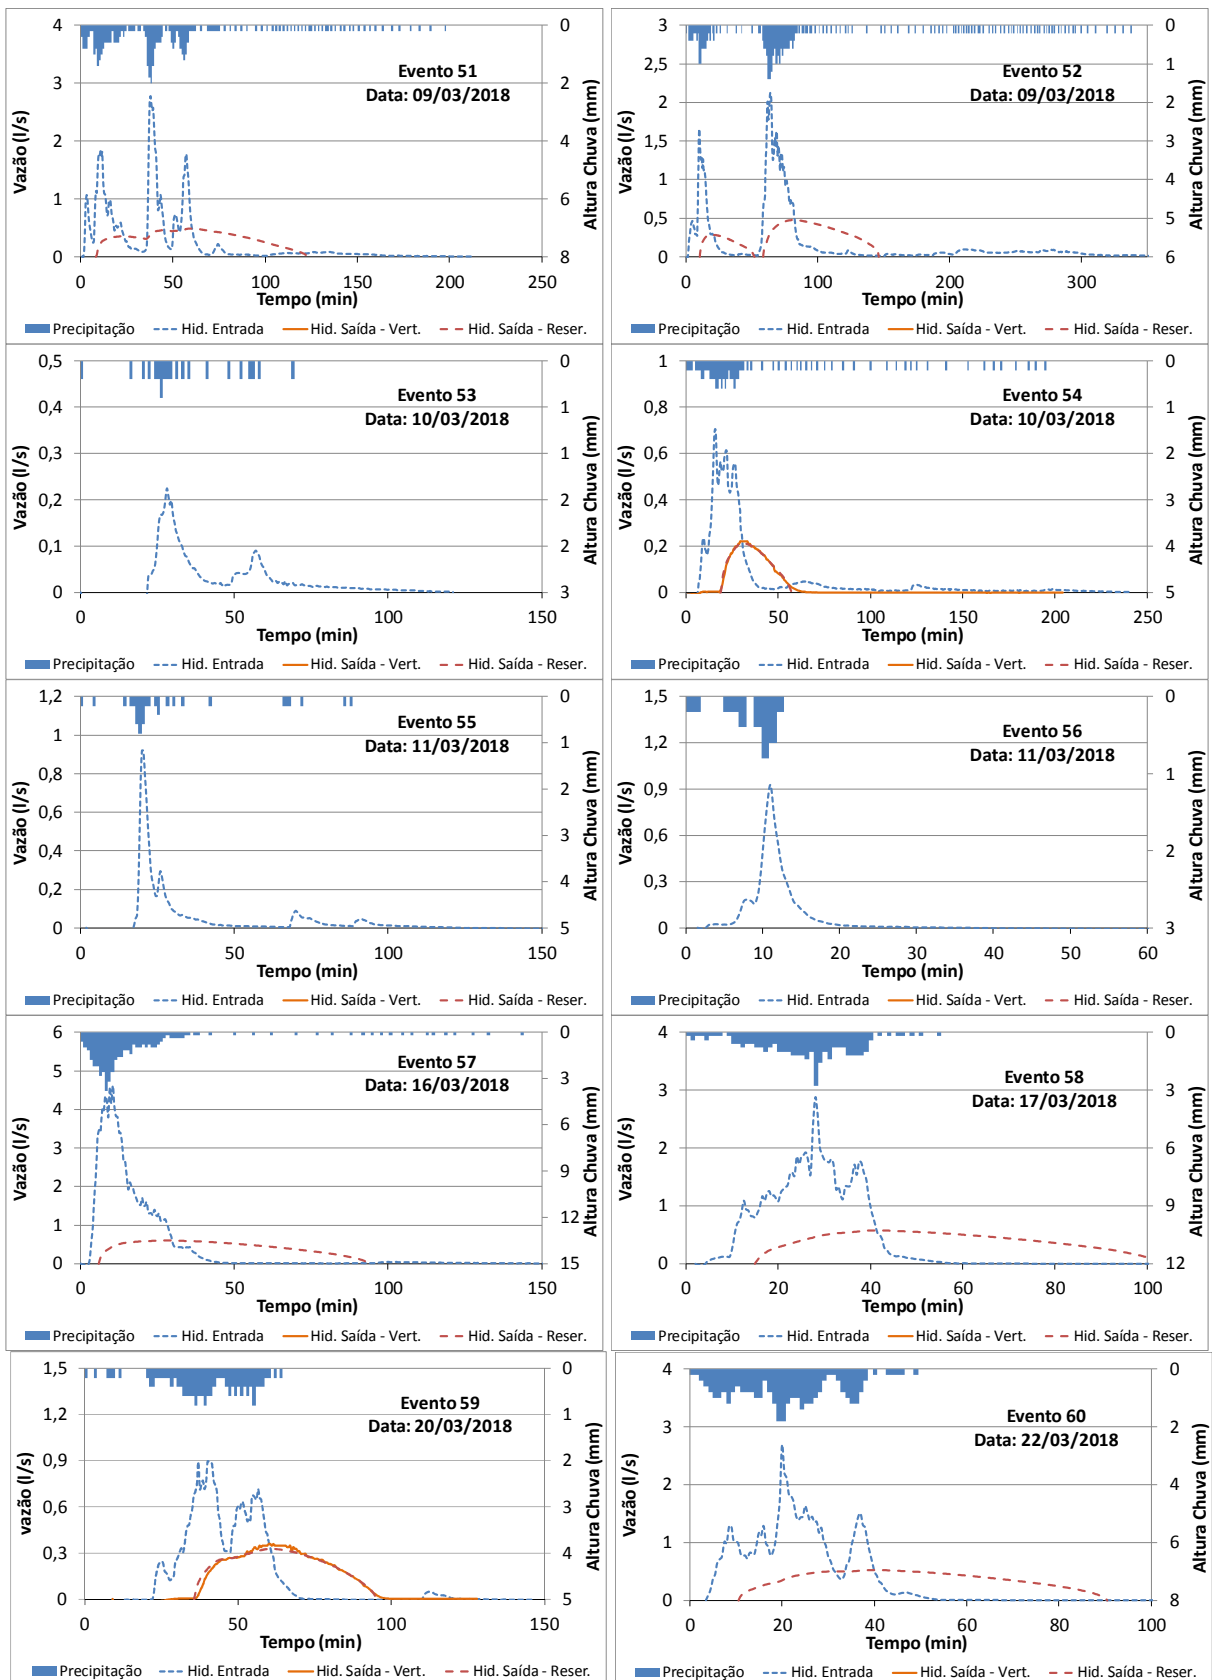 Evento 51
Data: 09/03/2018
Vazão (l/s)
4
3
2
1
0
0
2
4
6
8
Altura Chuva (mm)
0 50 100 150 200 250
Tempo (min)
Precipitação Hid. Entrada Hid. Saída - Vert. Hid. Saída - Reser.
Evento 52
Data: 09/03/2018
Vazão (l/s)
3
2,5
2
1,5
1
0,5
0
0
1
2
3
4
5
6
Altura Chuva (mm)
0 100 200 300
Tempo (min)
Precipitação Hid. Entrada Hid. Saída - Vert. Hid. Saída - Reser.
Evento 53
Data: 10/03/2018
Vazão (l/s)
0,5
0,4
0,3
0,2
0,1
0
0
1
1
2
2
3
Altura Chuva (mm)
0 50 100 150
Tempo (min)
Precipitação Hid. Entrada Hid. Saída - Vert. Hid. Saída - Reser.
Evento 54
Data: 10/03/2018
Vazão (l/s)
1
0,8
0,6
0,4
0,2
0
0
1
2
3
4
5
Altura Chuva (mm)
0 50 100 150 200 250
Tempo (min)
Precipitação Hid. Entrada Hid. Saída - Vert. Hid. Saída - Reser.
Evento 55
Data: 11/03/2018
Vazão (l/s)
1,2
1
0,8
0,6
0,4
0,2
0
0
1
2
3
4
5
Altura Chuva (mm)
0 50 100 150
Tempo (min)
Precipitação Hid. Entrada Hid. Saída - Vert. Hid. Saída - Reser.
Evento 56
Data: 11/03/2018
Vazão (l/s)
1,5
1,2
0,9
0,6
0,3
0
0
1
2
3
Altura Chuva (mm)
0 10 20 30 40 50 60
Tempo (min)
Precipitação Hid. Entrada Hid. Saída - Vert. Hid. Saída - Reser.
Evento 57
Data: 16/03/2018
Vazão (l/s)
6
5
4
3
2
1
0
0
3
6
9
12
15
Altura Chuva (mm)
0 50 100 150
Tempo (min)
Precipitação Hid. Entrada Hid. Saída - Vert. Hid. Saída - Reser.
Evento 58
Data: 17/03/2018
Vazão (l/s)
4
3
2
1
0
0
3
6
9
12
Altura Chuva (mm)
0 20 40 60 80 100
Tempo (min)
Precipitação Hid. Entrada Hid. Saída - Vert. Hid. Saída - Reser.
Evento 59
Data: 20/03/2018
vazão (l/s)
1,5
1,2
0,9
0,6
0,3
0
0
1
2
3
4
5
Altura Chuva (mm)
0 50 100 150
Tempo (min)
Precipitação Hid. Entrada Hid. Saída - Vert. Hid. Saída - Reser.
Evento 60
Data: 22/03/2018
Vazão (l/s)
4
3
2
1
0
0
2
4
6
8
Altura Chuva (mm)
0 20 40 60 80 100
Tempo (min)
Precipitação Hid. Entrada Hid. Saída - Vert. Hid. Saída - Reser.